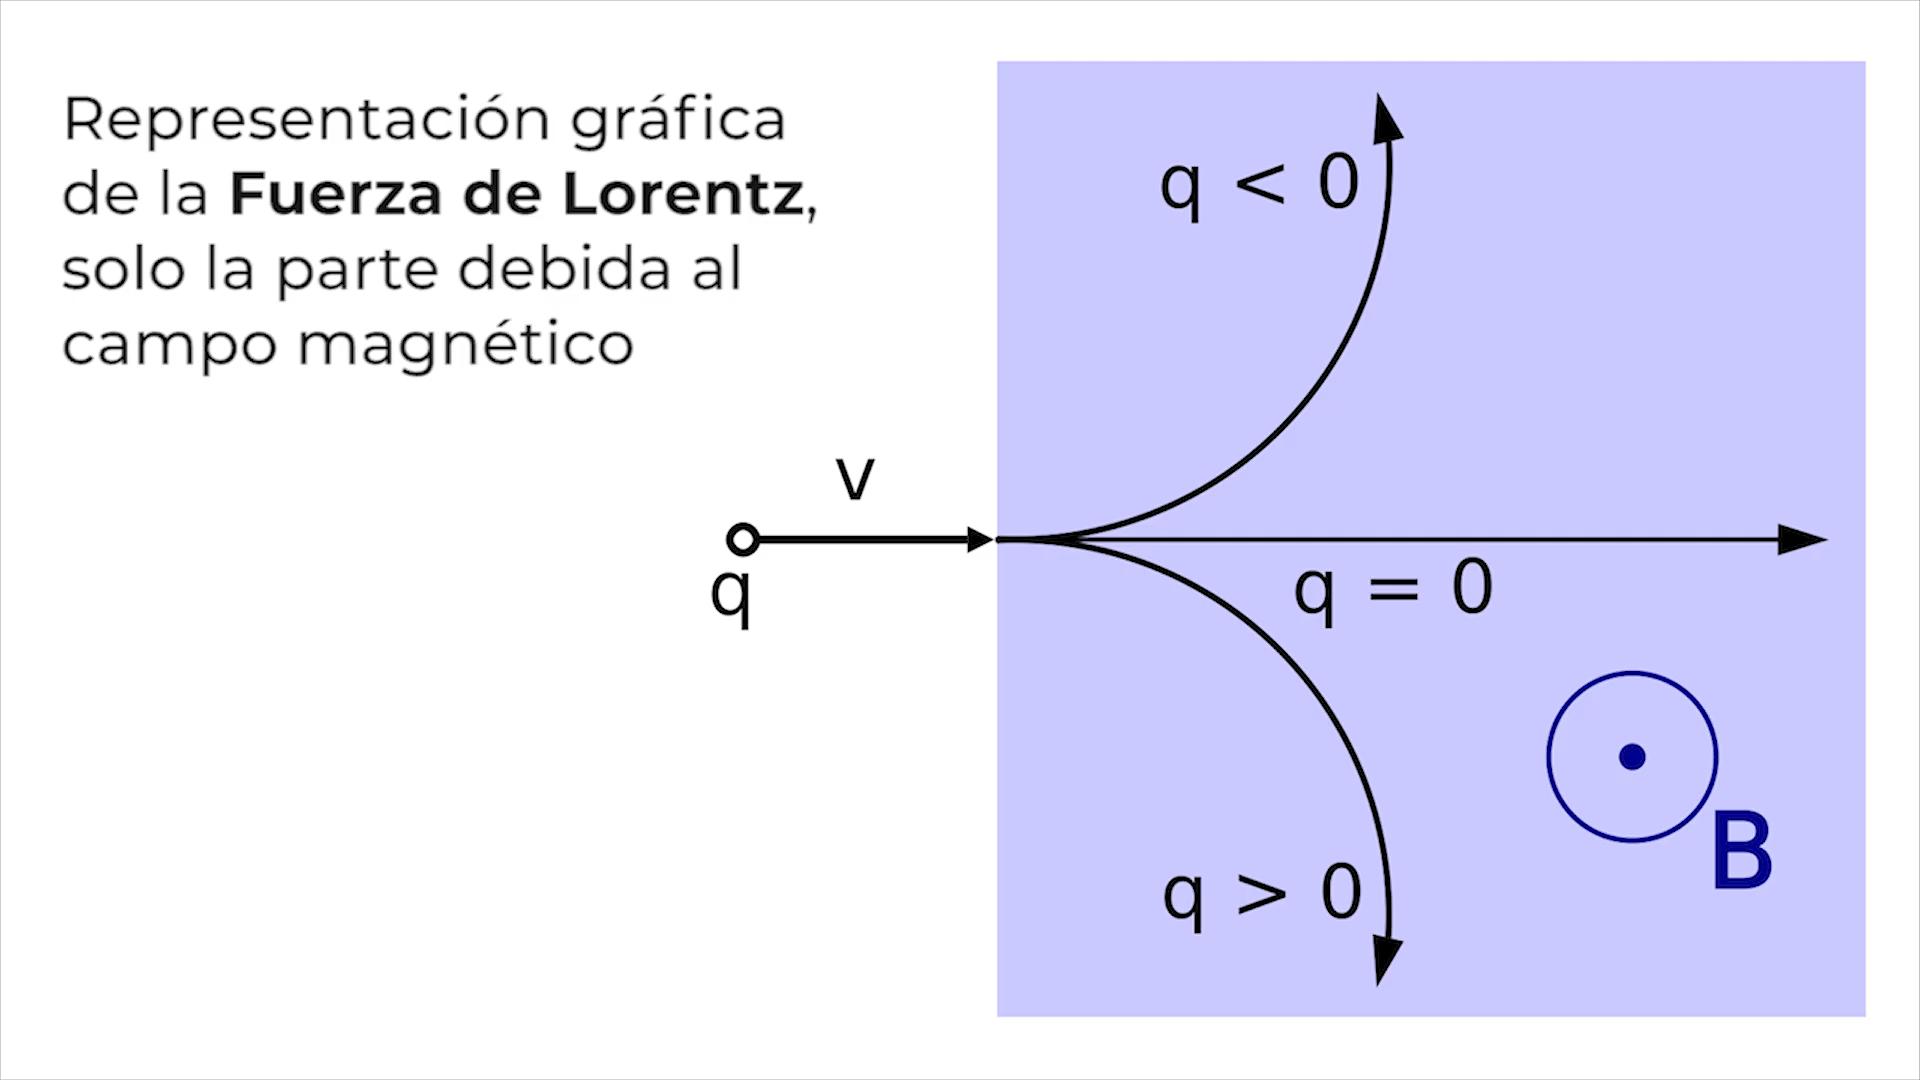 Representación gráfica
de la Fuerza de Lorentz,
solo la parte debida al
campo magnético
q < 0
v
q
q = 0
B
q > 0